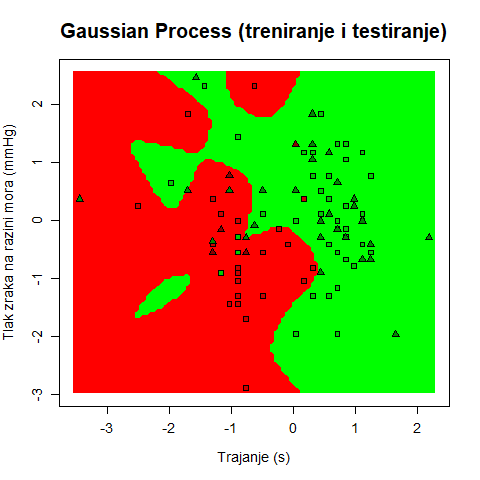 Gaussian Process (treniranje i testiranje)
Tlak zraka na razini mora (mmHg)
2
1
0
-1
-2
-3
-3 -2 -1 0 1 2
Trajanje (s)